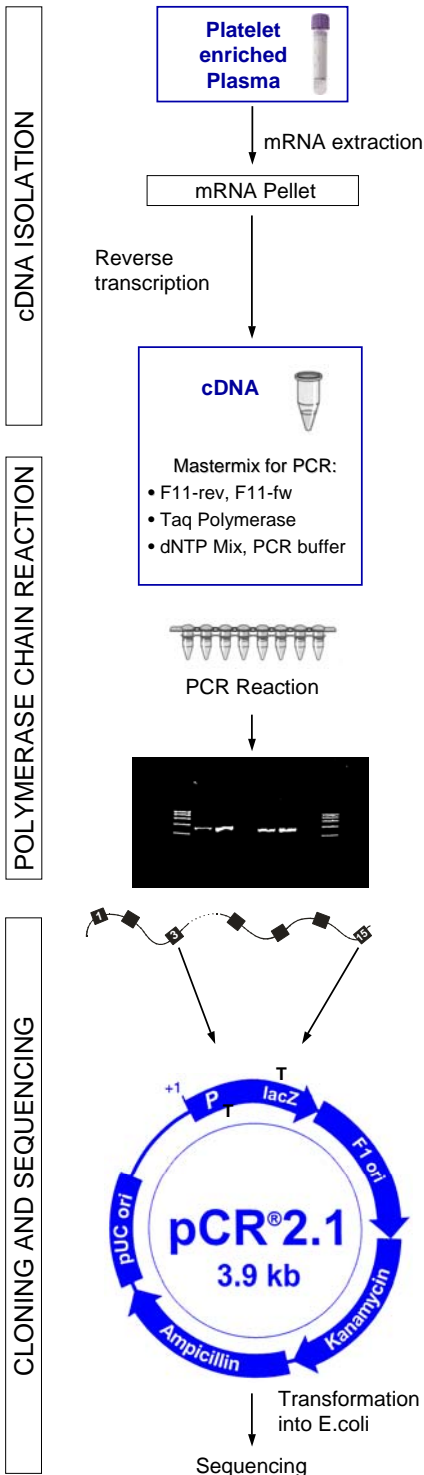 cDNA ISOLATION
Platelet
enriched
Plasma
mRNA extraction
mRNA Pellet
Reverse
transcription
cDNA
POLYMERASE CHAIN REACTION
Mastermix for PCR:
• F11-rev, F11-fw
• Taq Polymerase
• dNTP Mix, PCR buffer
PCR Reaction
CLONING AND SEQUENCING
1
3
15
+1
P
T
lacZ
T
F1 ori
pUC ori
pCR®2.1
3.9 kb
Kanamycin
Ampicillin
Transformation
into E.coli
Sequencing